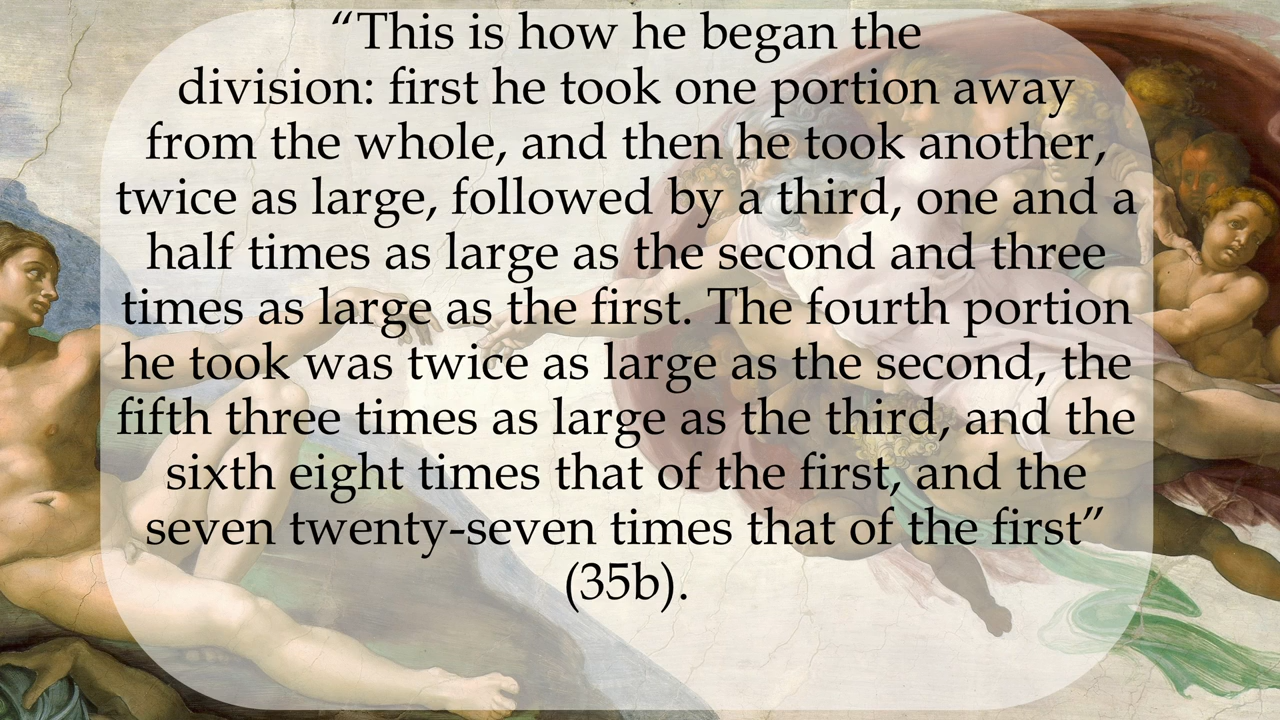 “This is how he began the
division: first he took one portion away
from the whole, and then he took another,
twice as large, followed by a third, one and a
half times as large as the second and three
times as large as the first. The fourth portion
he took was twice as large as the second, the
fifth three times as large as the third, and the
sixth eight times that of the first, and the
seven twenty-seven times that of the first”
(35b).